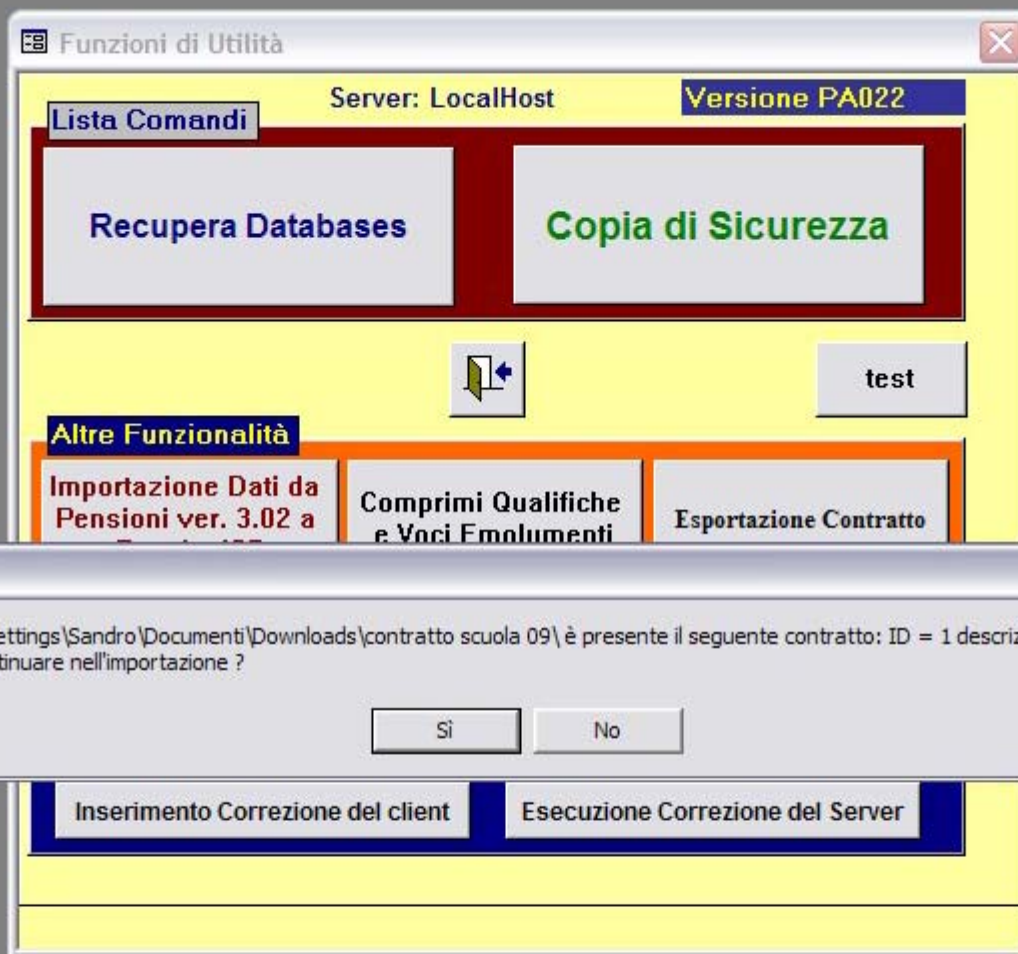 Funzioni di Utilità
Server: LocalHost
Versione PA022
Lista Comandi
Recupera Databases
Copia di Sicurezza
test
Altre Funzionalità
Importazione Dati da
Pensioni ver. 3.02 a
Comprimi Qualifiche
e Voci Emolumenti
Esportazione Contratto
ettings\Sandro\Documenti\Downloads\contratto scuola 09\ è presente il seguente contratto: ID = 1 descriz
tinuare nell'importazione ?
Sì
No
Inserimento Correzione del client
Esecuzione Correzione del Server